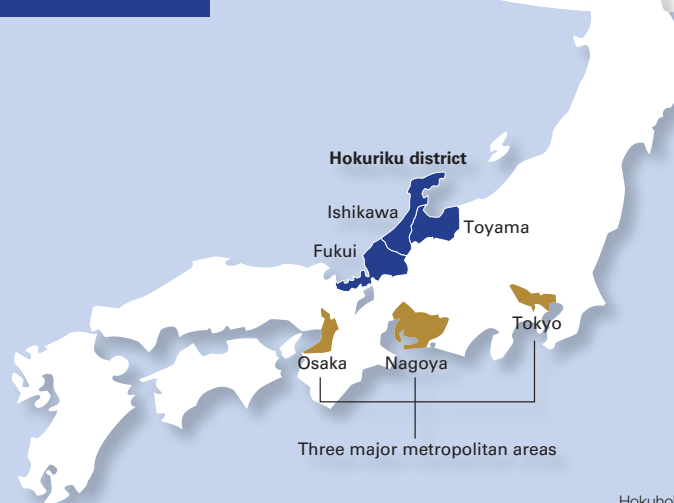 Hokuriku district
Ishikawa
Toyama
Fukui
Tokyo
Osaka
Nagoya
Three major metropolitan areas